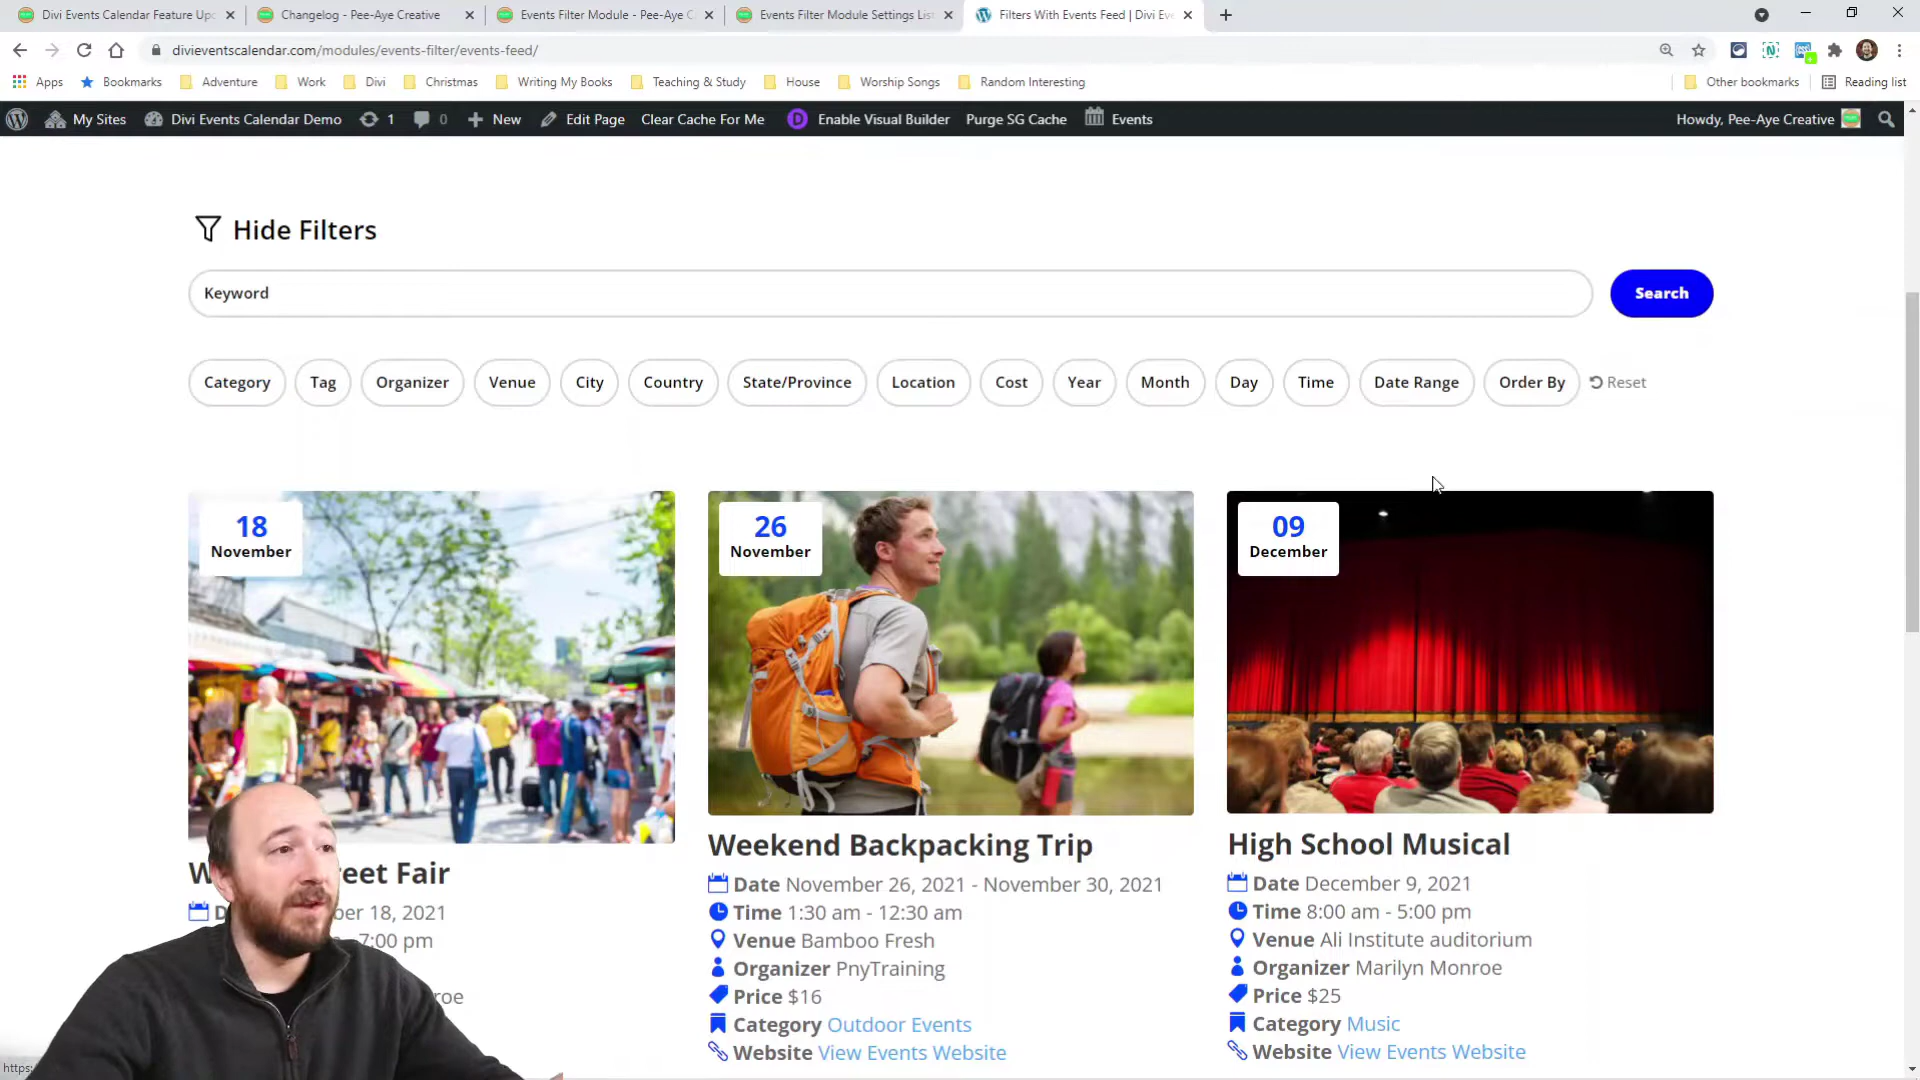 Divi Events Calendar Feature Up
Changelog - Pee-Aye Creative
Events Filter Module - Pee-Aye C
Events Filter Module Settings List
Filters With Events Feed | Divi Eve
divieventscalendar.com/modules/events-filter/events-feed/
Apps Bookmarks Adventure Work Divi Christmas Writing My Books Teaching & Study House Worship Songs Random Interesting Other bookmarks Reading list
My Sites Divi Events Calendar Demo 1 0 New Edit Page Clear Cache For Me Enable Visual Builder Purge SG Cache Events Howdy, Pee-Aye Creative
Hide Filters
Keyword Search
Category Tag Organizer Venue City Country State/Province Location Cost Year Month Day Time Date Range Order By Reset
18
November
eet Fair
er 18, 2021
7:00 pm
roe
26
November
Weekend Backpacking Trip
Date November 26, 2021 - November 30, 2021
Time 1:30 am - 12:30 am
Venue Bamboo Fresh
Organizer PnyTraining
Price $16
Category Outdoor Events
Website View Events Website
09
December
High School Musical
Date December 9, 2021
Time 8:00 am - 5:00 pm
Venue Ali Institute auditorium
Organizer Marilyn Monroe
Price $25
Category Music
Website View Events Website
https: